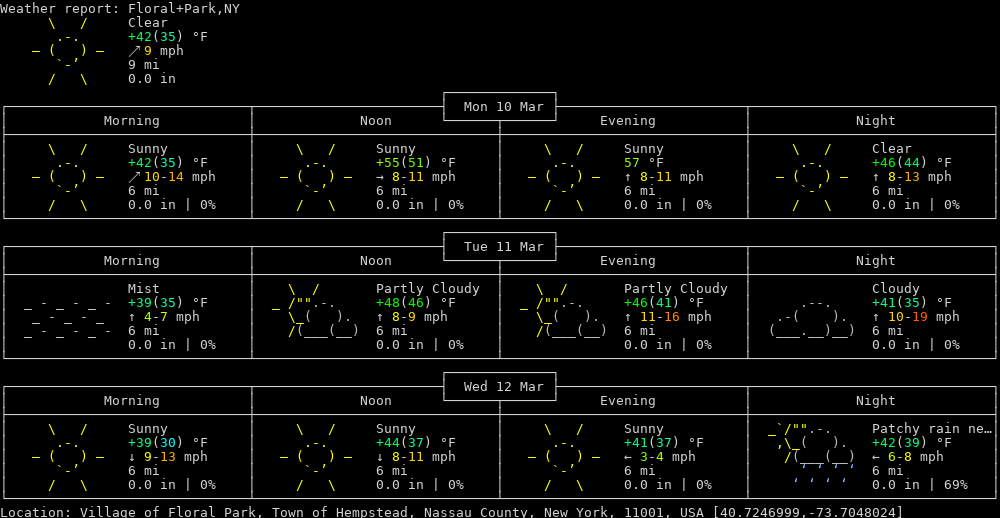 Weather report: Floral+Park,NY
Clear
+42(35) °F
↗ 9 mph
9 mi
0.0 in
Mon 10 Mar
Morning Noon Evening Night
Sunny Sunny Sunny Clear
+42(35) °F +55(51) °F 57 °F +46(44) °F
↗ 10-14 mph → 8-11 mph ↑ 8-11 mph ↑ 8-13 mph
6 mi 6 mi 6 mi 6 mi
0.0 in | 0% 0.0 in | 0% 0.0 in | 0% 0.0 in | 0%
Tue 11 Mar
Morning Noon Evening Night
Mist Partly Cloudy Partly Cloudy Cloudy
+39(35) °F +48(46) °F +46(41) °F +41(35) °F
↑ 4-7 mph ↑ 8-9 mph ↑ 11-16 mph ↑ 10-19 mph
6 mi 6 mi 6 mi 6 mi
0.0 in | 0% 0.0 in | 0% 0.0 in | 0% 0.0 in | 0%
Wed 12 Mar
Morning Noon Evening Night
Sunny Sunny Sunny Patchy rain ne…
+39(30) °F +44(37) °F +41(37) °F +42(39) °F
↓ 9-13 mph ↓ 8-11 mph ← 3-4 mph ← 6-8 mph
6 mi 6 mi 6 mi 6 mi
0.0 in | 0% 0.0 in | 0% 0.0 in | 0% 0.0 in | 69%
Location: Village of Floral Park, Town of Hempstead, Nassau County, New York, 11001, USA [40.7246999,-73.7048024]